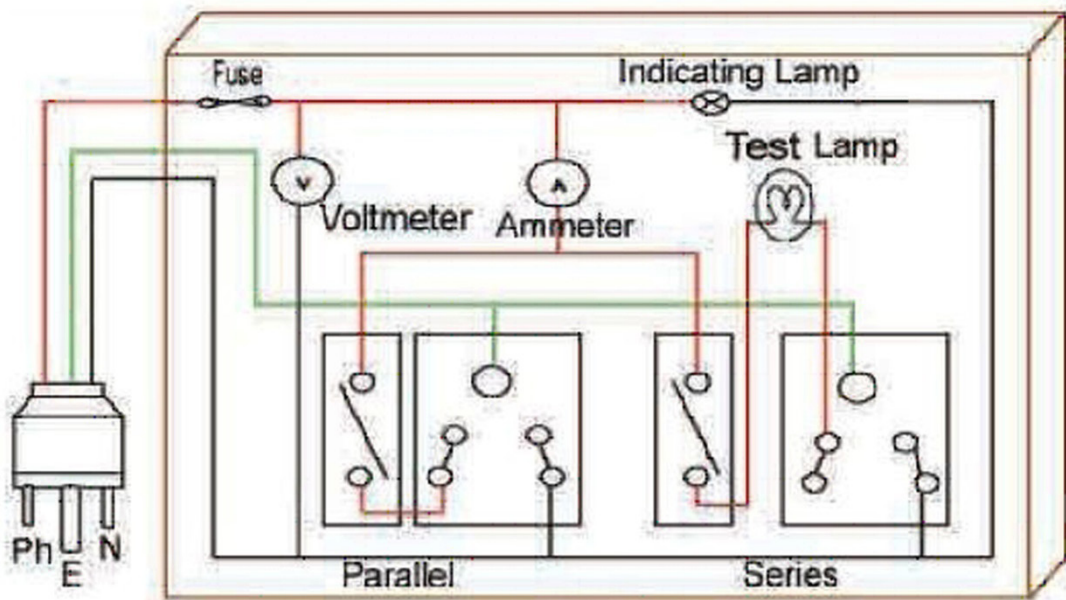 Fuse
Indicating Lamp
Test Lamp
V
Voltmeter
A
Ammeter
Ph
E
N
Parallel
Series